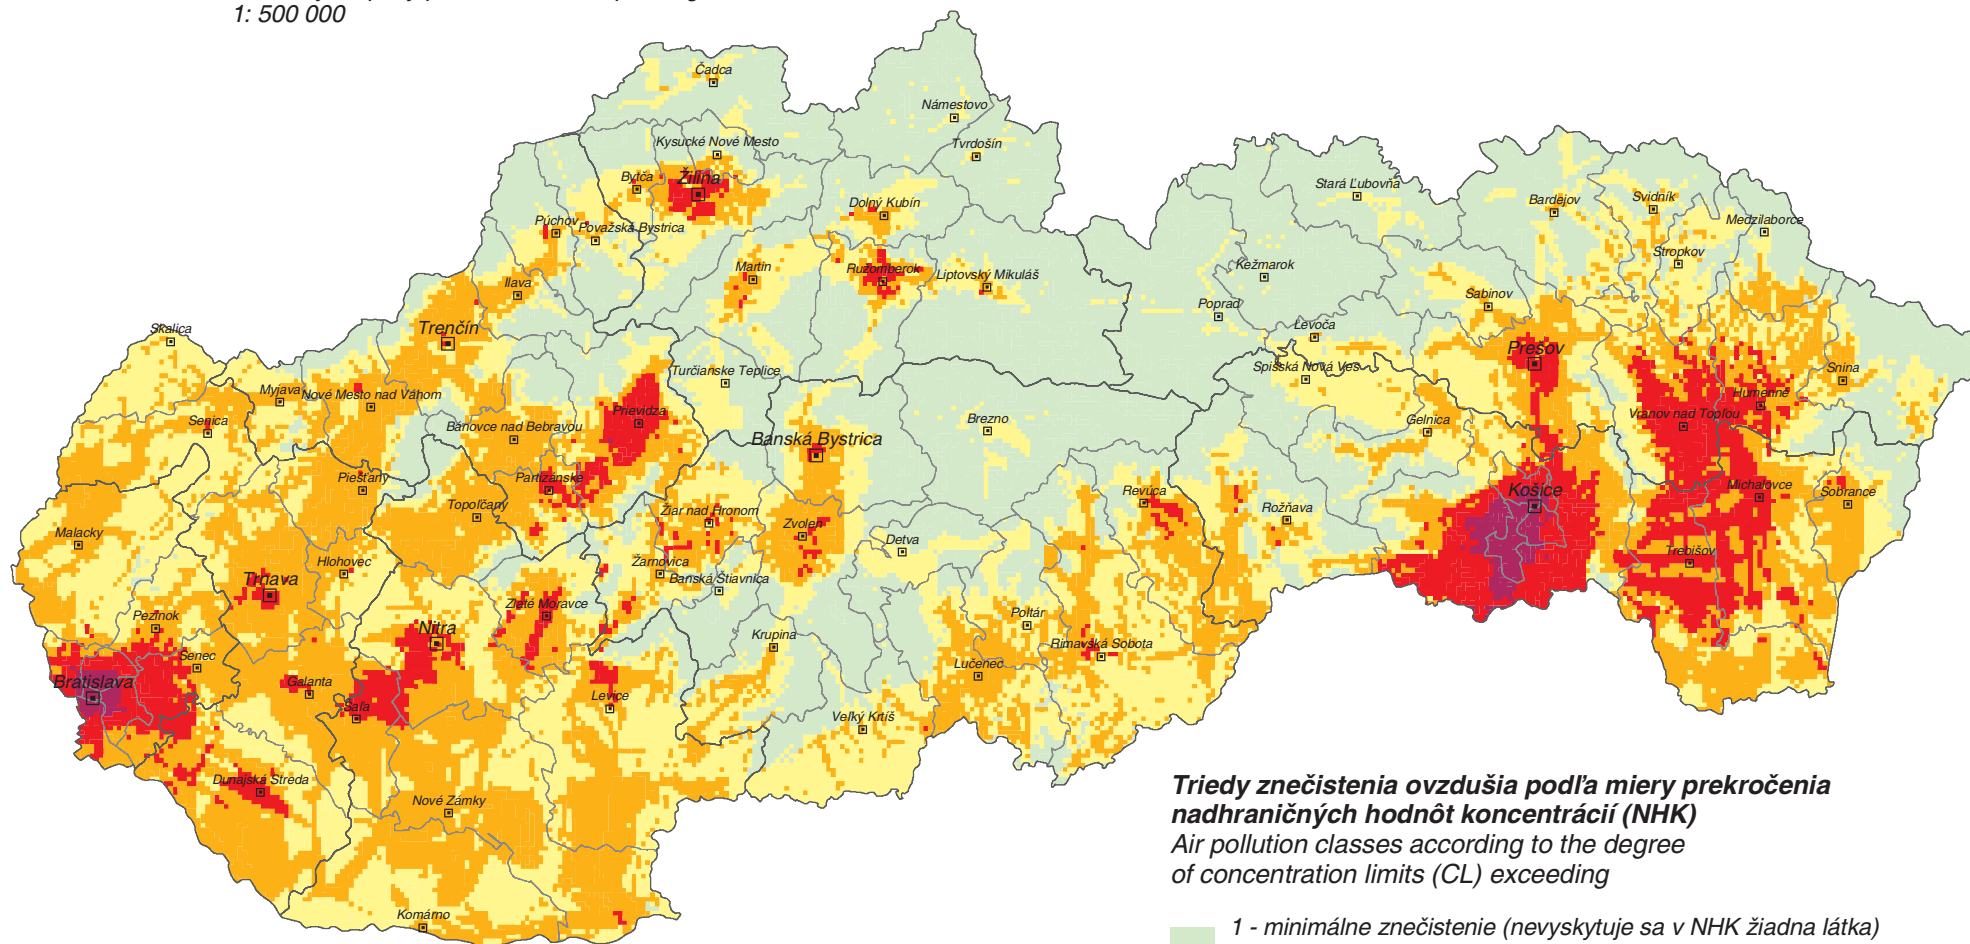 1: 500 000
Čadca
Námestovo
Kysucké Nové Mesto
Tvrdošín
Bytča
Žilina
Stará Ľubovňa
Dolný Kubín
Bardejov
Svidník
Medzilaborce
Púchov
Považská Bystrica
Stropkov
Martin
Ružomberok
Liptovský Mikuláš
Kežmarok
Ilava
Sabinov
Poprad
Skalica
Trenčín
Levoča
Prešov
Turčianske Teplice
Spišská Nová Ves
Snina
Myjava
Nové Mesto nad Váhom
Humenné
Prievidza
Vranov nad Topľou
Senica
Bánovce nad Bebravou
Brezno
Gelnica
Banská Bystrica
Piešťany
Partizánske
Michalovce
Revúca
Košice
Sobrance
Topoľčany
Žiar nad Hronom
Rožňava
Malacky
Zvolen
Detva
Hlohovec
Žarnovica
Trebišov
Trnava
Banská Štiavnica
Zlaté Moravce
Pezinok
Poltár
Nitra
Krupina
Rimavská Sobota
Senec
Lučenec
Bratislava
Galanta
Levice
Šaľa
Veľký Krtíš
Dunajská Streda
Nové Zámky
Komárno
Triedy znečistenia ovzdušia podľa miery prekročenia
nadhraničných hodnôt koncentrácií (NHK)
Air pollution classes according to the degree
of concentration limits (CL) exceeding
1 - minimálne znečistenie (nevyskytuje sa v NHK žiadna látka)